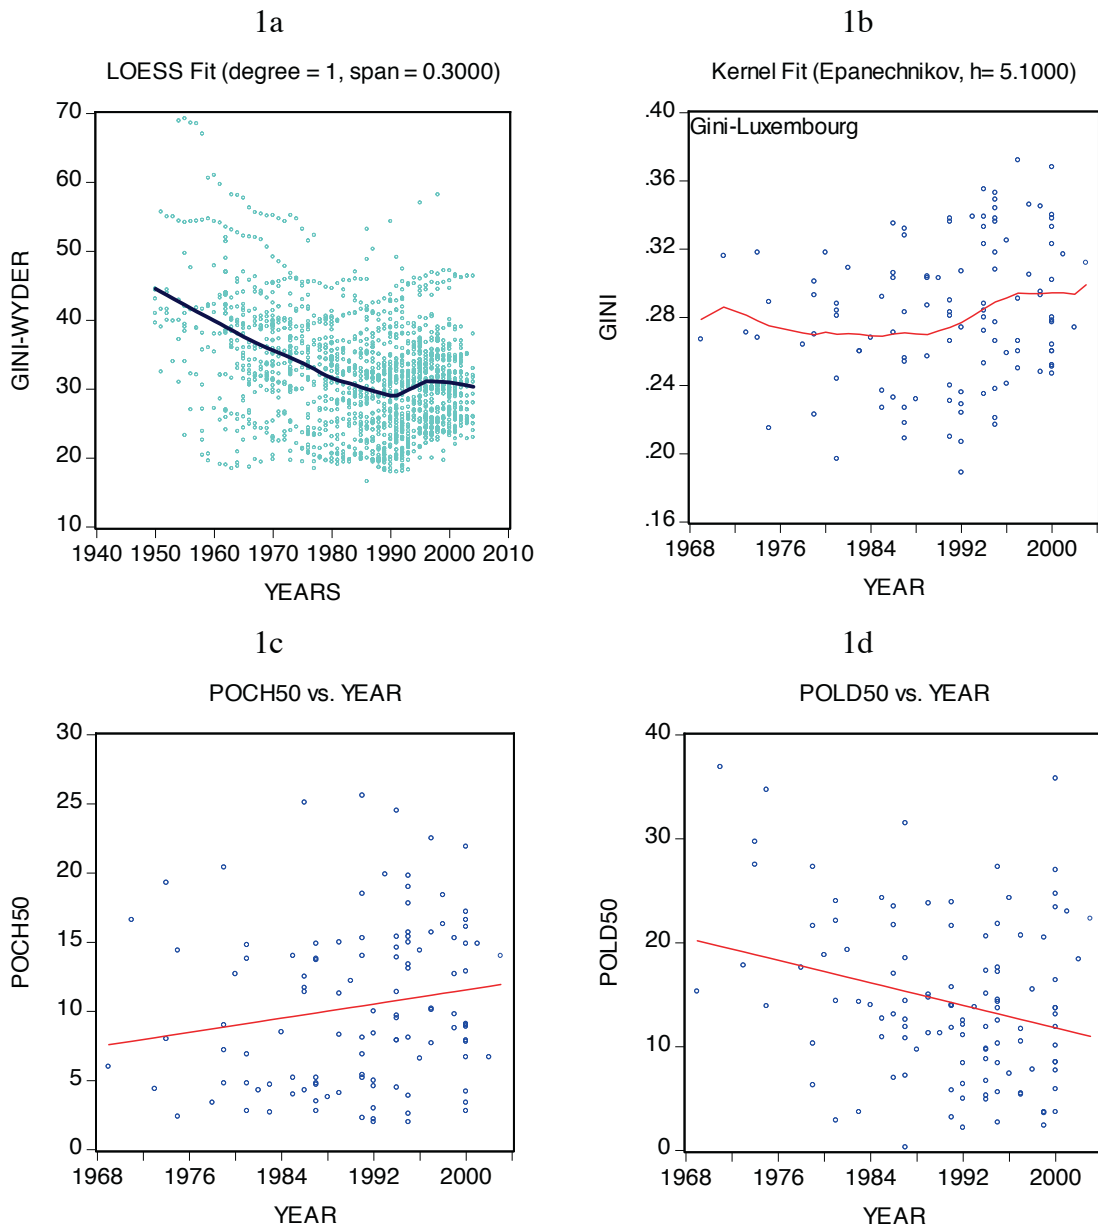 1a
LOESS Fit (degree = 1, span = 0.3000)
70
60
50
40
30
20
10
GINI-WYDER
1940 1950 1960 1970 1980 1990 2000 2010
YEARS
1b
Kernel Fit (Epanechnikov, h= 5.1000)
Gini-Luxembourg
.40
.36
.32
.28
.24
.20
.16
GINI
1968 1976 1984 1992 2000
YEAR
1c
POCH50 vs. YEAR
30
25
20
15
10
5
0
POCH50
1968 1976 1984 1992 2000
YEAR
1d
POLD50 vs. YEAR
40
30
20
10
0
POLD50
1968 1976 1984 1992 2000
YEAR